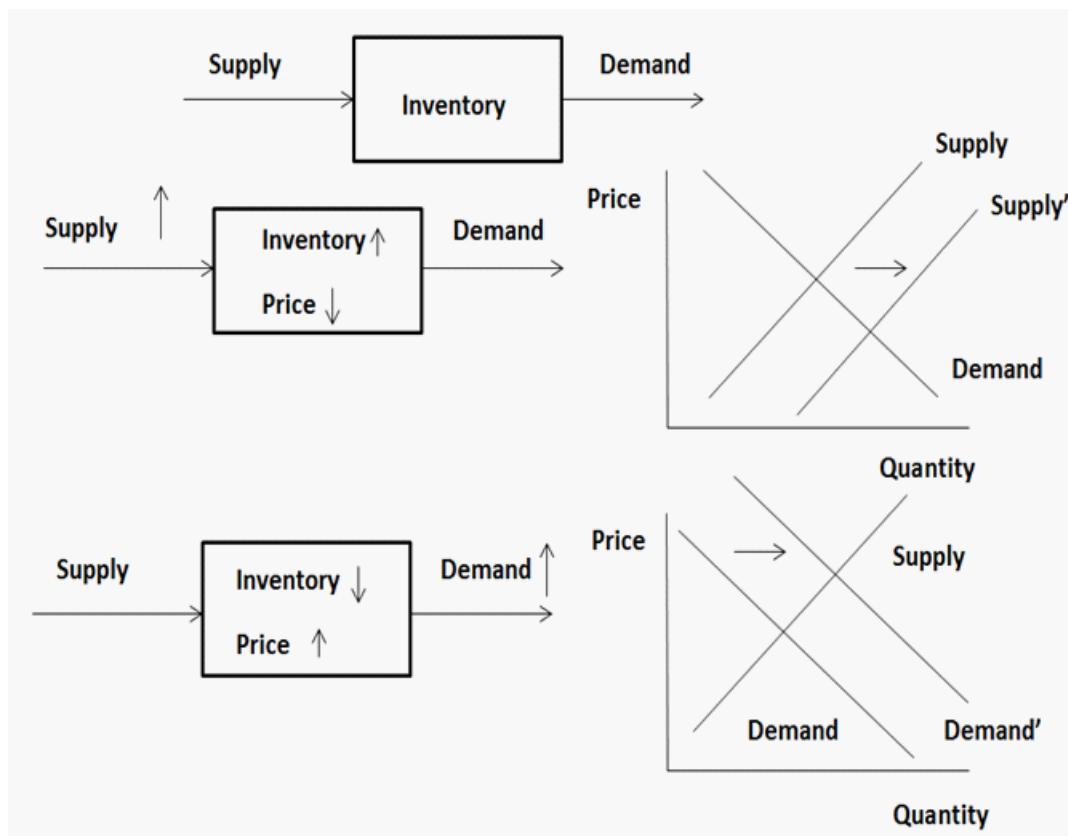 Supply
Demand
Inventory
Supply
Price
Supply'
Supply
Demand
Inventory
Price
Demand
Quantity
Price
Supply
Supply
Demand
Inventory
Price
Demand
Demand'
Quantity